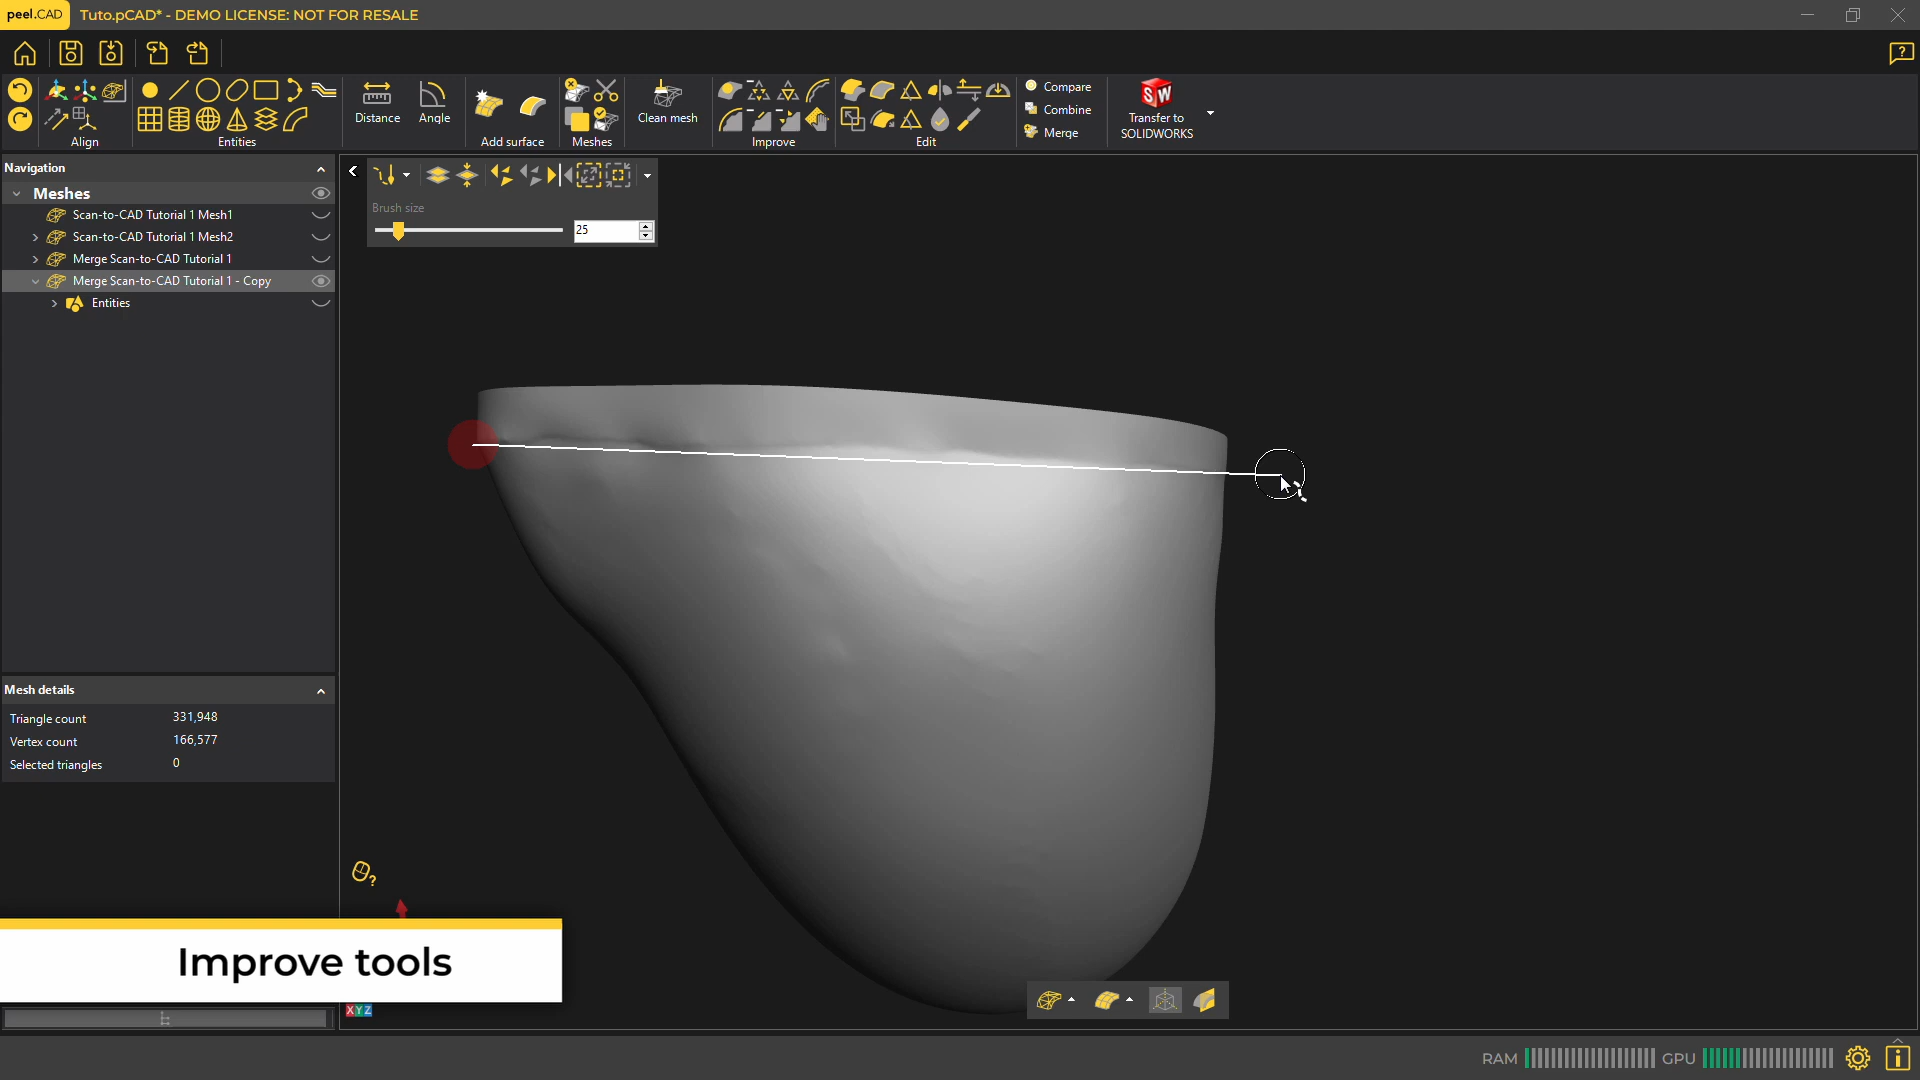 peel.CAD
Tuto.pCAD* - DEMO LICENSE: NOT FOR RESALE
Align
Entities
Distance
Angle
Add surface
Meshes
Clean mesh
Improve
Edit
Compare
Combine
Merge
Transfer to
SOLIDWORKS
SW
Navigation
Meshes
Scan-to-CAD Tutorial 1 Mesh1
Scan-to-CAD Tutorial 1 Mesh2
Merge Scan-to-CAD Tutorial 1
Merge Scan-to-CAD Tutorial 1 - Copy
Entities
Brush size
25
Mesh details
Triangle count 331,948
Vertex count 166,577
Selected triangles 0
Improve tools
XYZ
RAM
GPU